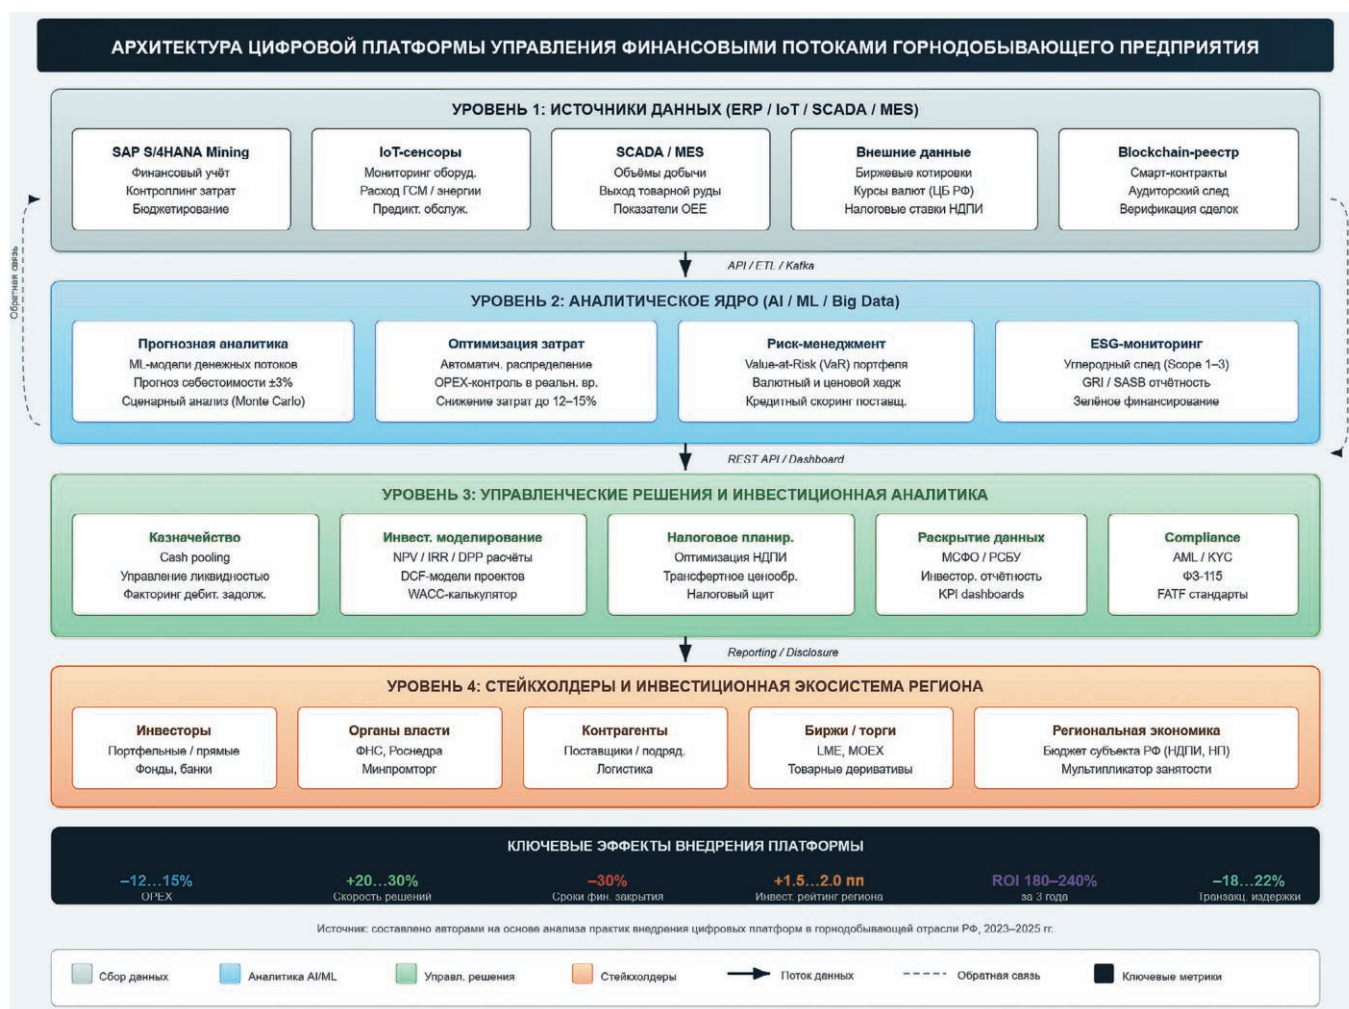 АРХИТЕКТУРА ЦИФРОВОЙ ПЛАТФОРМЫ УПРАВЛЕНИЯ ФИНАНСОВЫМИ ПОТОКАМИ ГОРНОДОБЫВАЮЩЕГО ПРЕДПРИЯТИЯ
УРОВЕНЬ 1: ИСТОЧНИКИ ДАННЫХ (ERP / IoT / SCADA / MES)
SAP S/4HANA Mining
Финансовый учёт
Контроллинг затрат
Бюджетирование
IoT-сенсоры
Мониторинг оборуд.
Расход ГСМ / энергии
Предикт. обслуж.
SCADA / MES
Объёмы добычи
Выход товарной руды
Показатели OEE
Внешние данные
Биржевые котировки
Курсы валют (ЦБ РФ)
Налоговые ставки НДПИ
Blockchain-реестр
Смарт-контракты
Аудиторский след
Верификация сделок
Обратная связь
API / ETL / Kafka
УРОВЕНЬ 2: АНАЛИТИЧЕСКОЕ ЯДРО (AI / ML / Big Data)
Прогнозная аналитика
ML-модели денежных потоков
Прогноз себестоимости ±3%
Сценарный анализ (Monte Carlo)
Оптимизация затрат
Автоматич. распределение
OPEX-контроль в реальн. вр.
Снижение затрат до 12–15%
Риск-менеджмент
Value-at-Risk (VaR) портфеля
Валютный и ценовой хедж
Кредитный скоринг поставщ.
ESG-мониторинг
Углеродный след (Scope 1–3)
GRI / SASB отчётность
Зелёное финансирование
REST API / Dashboard
УРОВЕНЬ 3: УПРАВЛЕНЧЕСКИЕ РЕШЕНИЯ И ИНВЕСТИЦИОННАЯ АНАЛИТИКА
Казначейство
Cash pooling
Управление ликвидностью
Факторинг дебит. задолж.
Инвест. моделирование
NPV / IRR / DPP расчёты
DCF-модели проектов
WACC-калькулятор
Налоговое планир.
Оптимизация НДПИ
Трансфертное ценообр.
Налоговый щит
Раскрытие данных
МСФО / РСБУ
Инвестор. отчётность
KPI dashboards
Compliance
AML / KYC
ФЗ-115
FATF стандарты
Reporting / Disclosure
УРОВЕНЬ 4: СТЕЙКХОЛДЕРЫ И ИНВЕСТИЦИОННАЯ ЭКОСИСТЕМА РЕГИОНА
Инвесторы
Портфельные / прямые
Фонды, банки
Органы власти
ФНС, Роснедра
Минпромторг
Контрагенты
Поставщики / подряд.
Логистика
Биржи / торги
LME, MOEX
Товарные деривативы
Региональная экономика
Бюджет субъекта РФ (НДПИ, НП)
Мультипликатор занятости
КЛЮЧЕВЫЕ ЭФФЕКТЫ ВНЕДРЕНИЯ ПЛАТФОРМЫ
–12…15%
OPEX
+20…30%
Скорость решений
–30%
Сроки фин. закрытия
+1.5…2.0 пп
Инвест. рейтинг региона
ROI 180–240%
за 3 года
–18…22%
Транзакц. издержки
Источник: составлено авторами на основе анализа практик внедрения цифровых платформ в горнодобывающей отрасли РФ, 2023–2025 гг.
Сбор данных
Аналитика AI/ML
Управл. решения
Стейкхолдеры
Поток данных
Обратная связь
Ключевые метрики